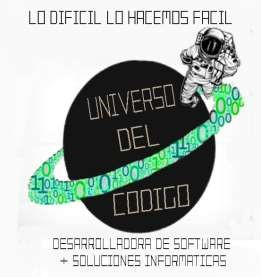 LO DIFICIL LO HACEMOS FACIL
UNIVERSO
DEL
CODIGO
DESARROLLADORA DE SOFTWARE
+ SOLUCIONES INFORMATICAS